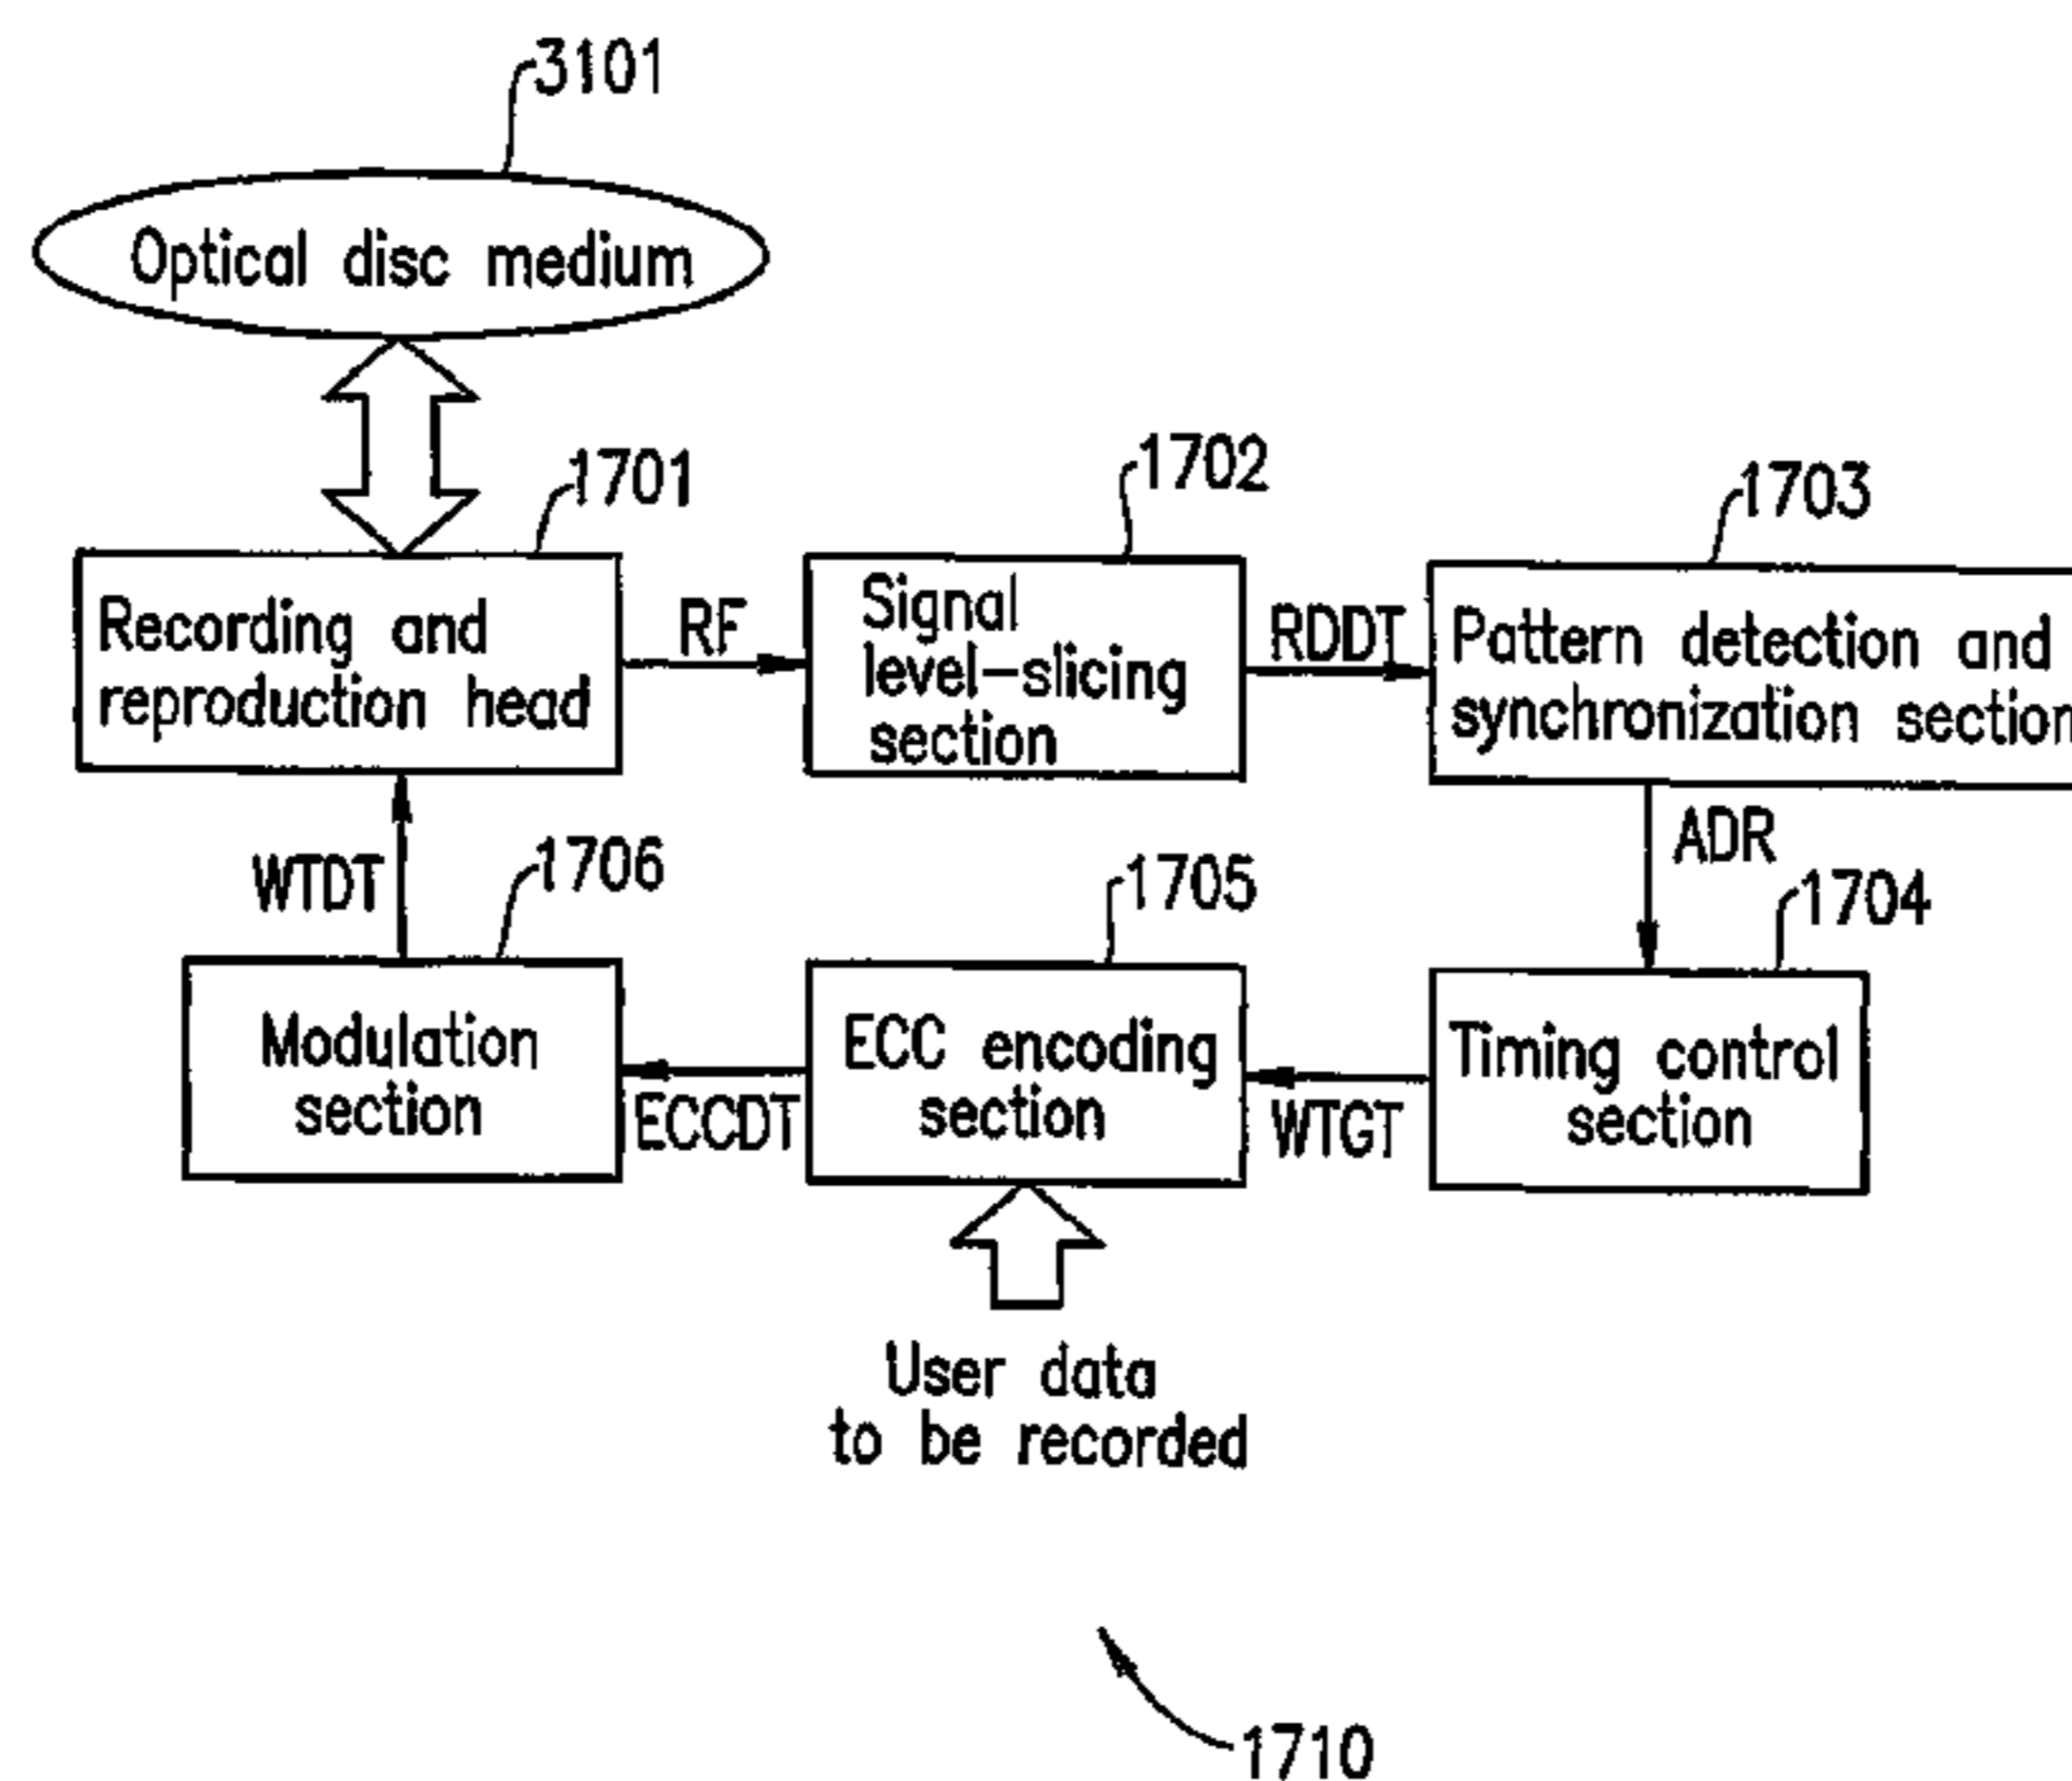 3101
Optical disc medium
1701
1702
1703
Recording and
reproduction head
RF
Signal
level-slicing
section
RDDT
Pattern detection and
synchronization section
WTDT
1706
1705
ADR
1704
Modulation
section
ECCDT
ECC encoding
section
WTGT
Timing control
section
User data
to be recorded
1710